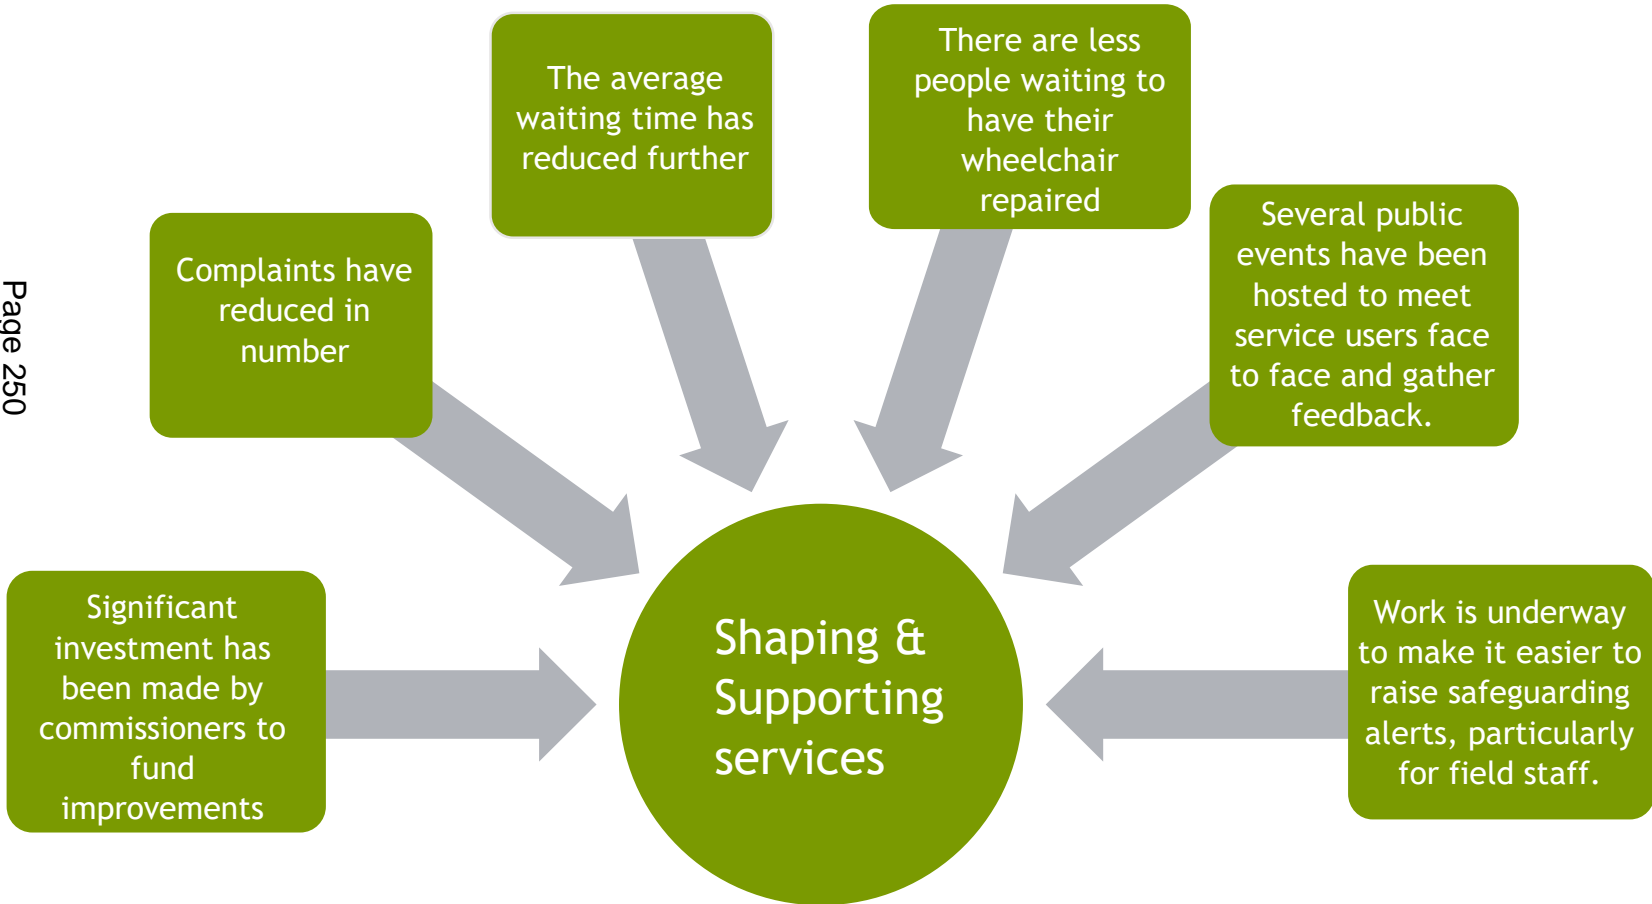 Page 250
Significant
investment has
been made by
commissioners to
fund
improvements
Complaints have
reduced in
number
The average
waiting time has
reduced further
There are less
people waiting to
have their
wheelchair
repaired
Several public
events have been
hosted to meet
service users face
to face and gather
feedback.
Work is underway
to make it easier to
raise safeguarding
alerts, particularly
for field staff.
Shaping &
Supporting
services